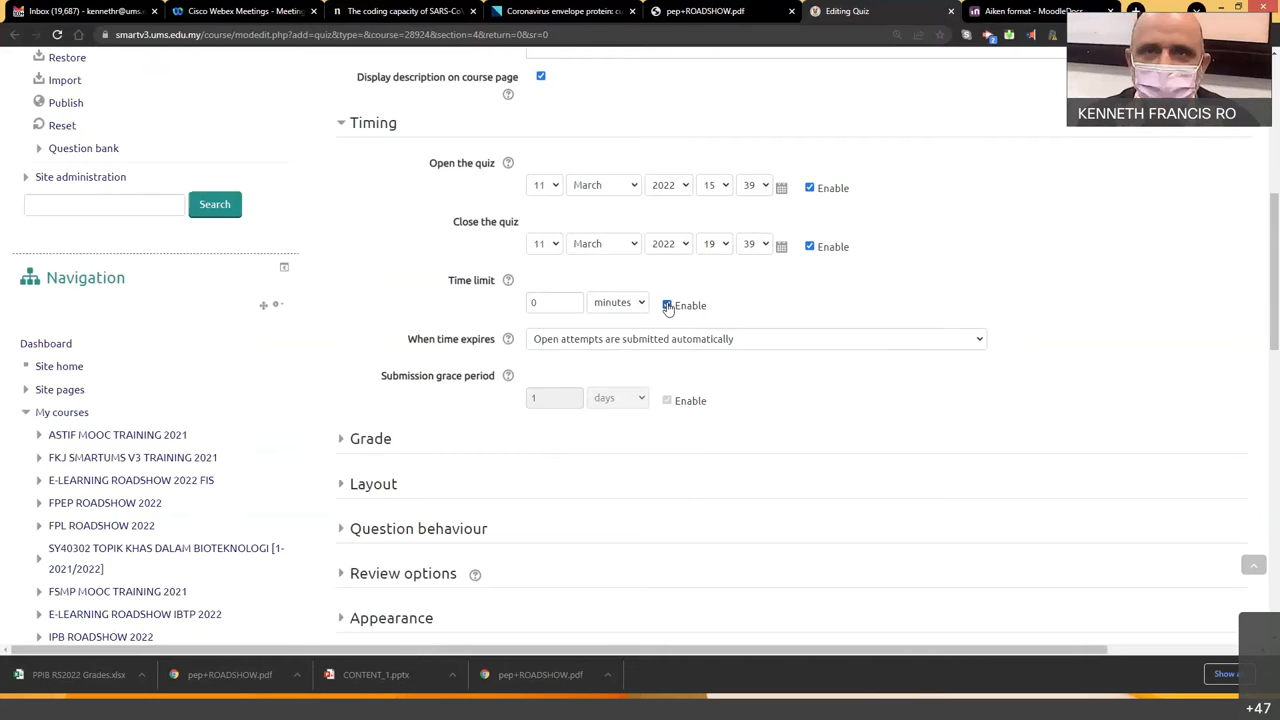 Inbox (19,687) - kenneth@ums.e
Cisco Webex Meetings - Meeting
The coding capacity of SARS-CoV
Coronavirus envelope protein: cu
pep+ROADSHOW.pdf
Editing Quiz
Aiken format - MoodleDocs
smartv3.ums.edu.my/course/modedit.php?add=quiz&type=&course=28924&section=4&return=0&sr=0
KENNETH FRANCIS RO
Restore
Import
Publish
Reset
Question bank
Site administration
Search
Navigation
Dashboard
Site home
Site pages
My courses
ASTIF MOOC TRAINING 2021
FKJ SMARTUMS V3 TRAINING 2021
E-LEARNING ROADSHOW 2022 FIS
FPEP ROADSHOW 2022
FPL ROADSHOW 2022
SY40302 TOPIK KHAS DALAM BIOTEKNOLOGI [1-
2021/2022]
FSMP MOOC TRAINING 2021
E-LEARNING ROADSHOW IBTP 2022
IPB ROADSHOW 2022
Display description on course page
Timing
Open the quiz
11 March 2022 15 39 Enable
Close the quiz
11 March 2022 19 39 Enable
Time limit
0 minutes Enable
When time expires Open attempts are submitted automatically
Submission grace period
1 days Enable
Grade
Layout
Question behaviour
Review options
Appearance
PPIB RS2022 Grades.xlsx
pep+ROADSHOW.pdf
CONTENT_1.pptx
pep+ROADSHOW.pdf
Show a
+47